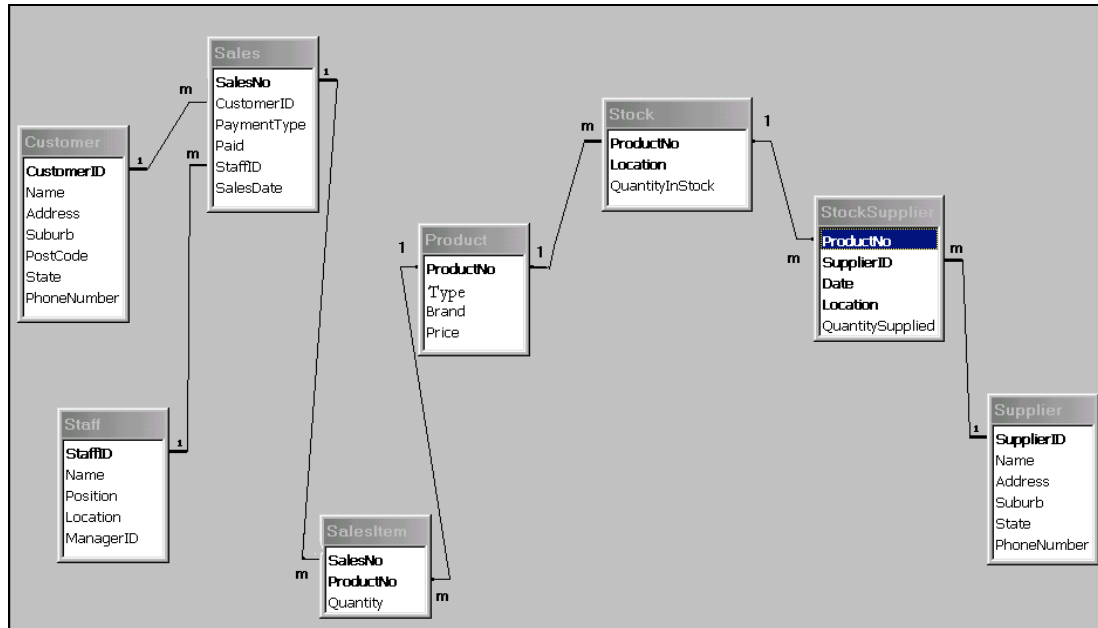 Sales
SalesNo
CustomerID
PaymentType
Paid
StaffID
SalesDate
1
m
m
Customer
CustomerID
Name
Address
Suburb
PostCode
State
PhoneNumber
1
Staff
StaffID
Name
Position
Location
ManagerID
1
SalesItem
SalesNo
ProductNo
Quantity
m
m
Product
ProductNo
Type
Brand
Price
1
1
Stock
ProductNo
Location
QuantityInStock
m
1
StockSupplier
ProductNo
SupplierID
Date
Location
QuantitySupplied
m
m
Supplier
SupplierID
Name
Address
Suburb
State
PhoneNumber
1